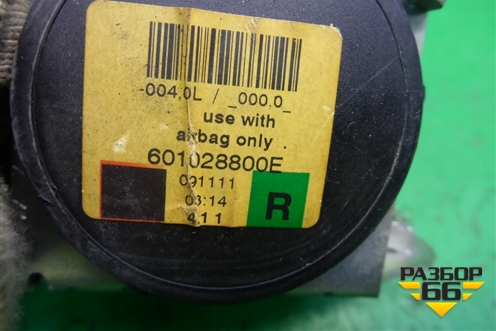 -004,0L / _000,0_
use with
airbag only .
601028800E
091111
03:14
411
R
РАЗБОР
66